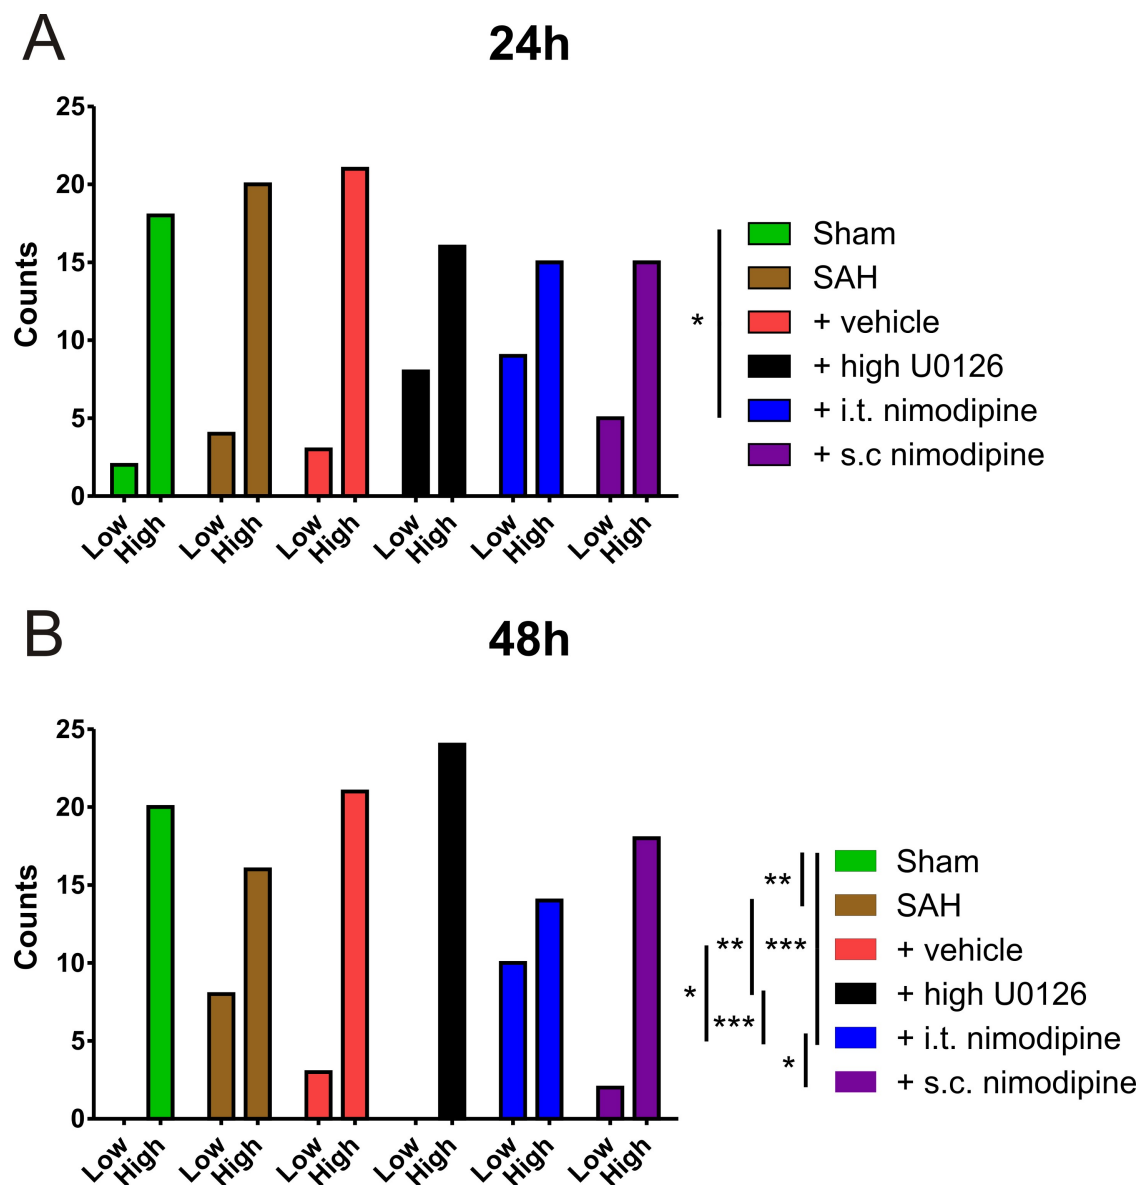 A
24h
25
20
15
10
5
0
Counts
Low High Low High Low High Low High Low High Low High
*
Sham
SAH
+ vehicle
+ high U0126
+ i.t. nimodipine
+ s.c nimodipine
B
48h
25
20
15
10
5
0
Counts
Low High Low High Low High Low High Low High Low High
**
** ***
*
***
*
Sham
SAH
+ vehicle
+ high U0126
+ i.t. nimodipine
+ s.c. nimodipine